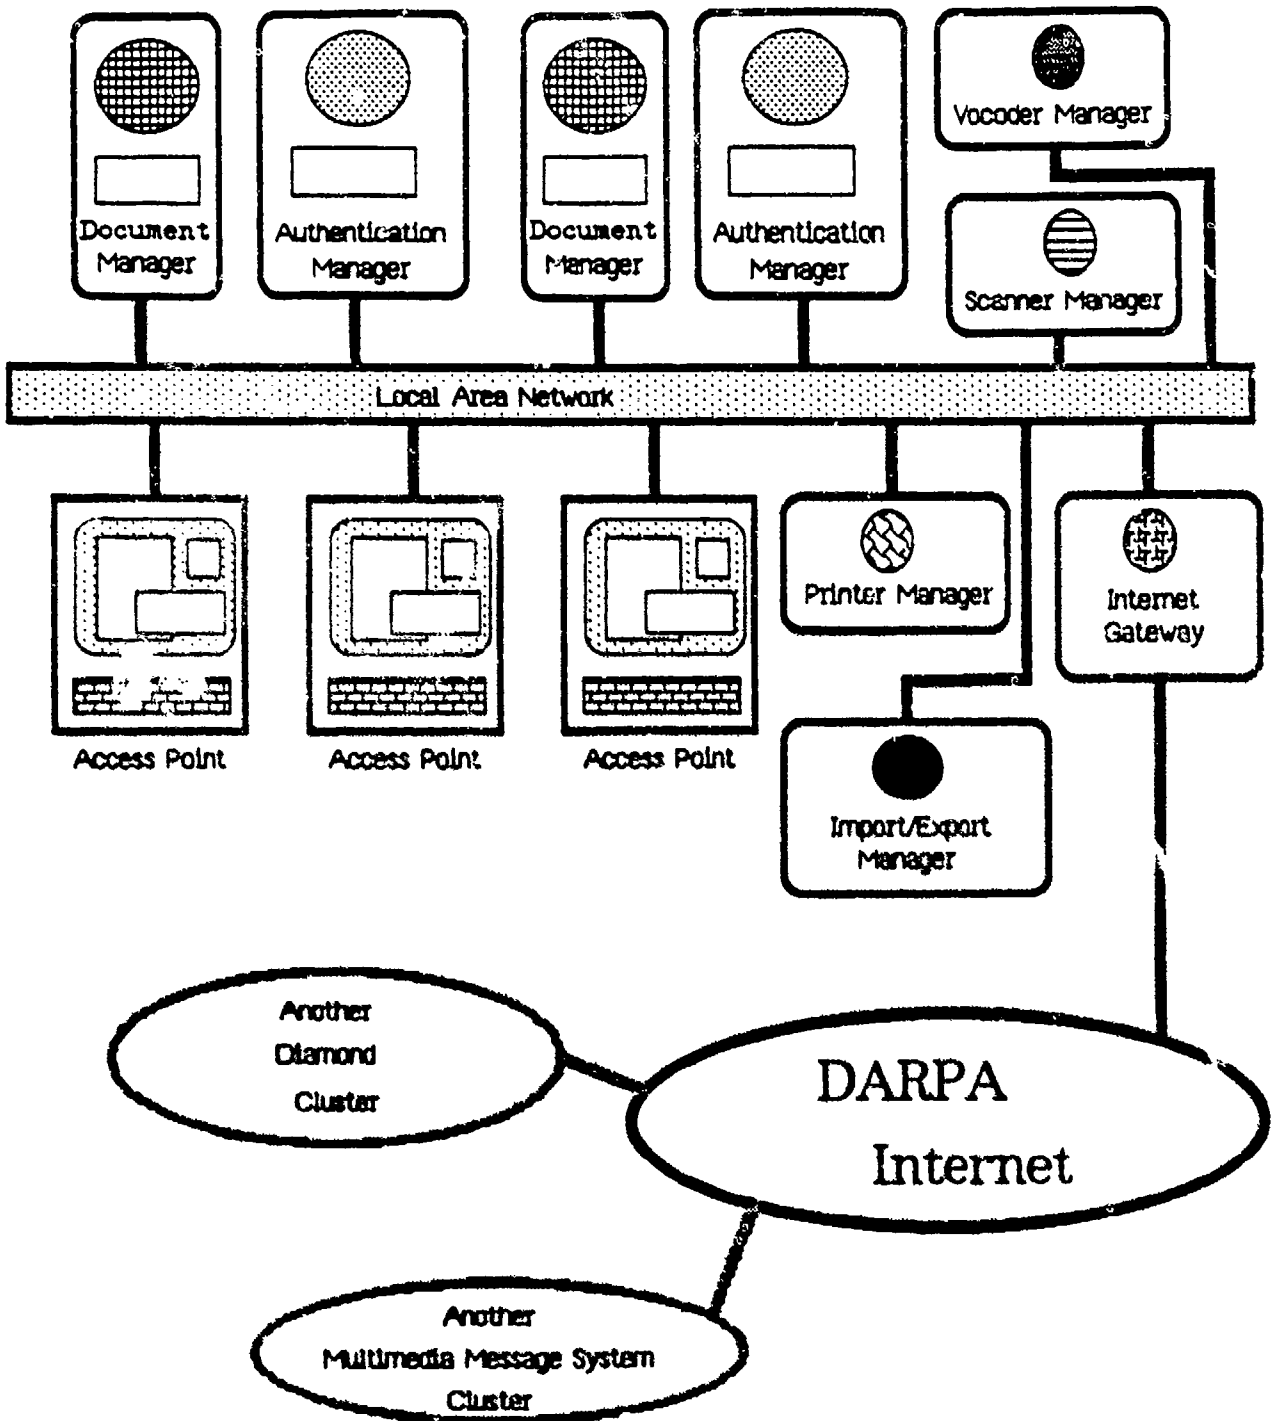 Vocoder Manager
Document
Manager
Authentication
Manager
Document
Manager
Authentication
Manager
Scanner Manager
Local Area Network
Printer Manager
Internet
Gateway
Access Point
Access Point
Access Point
Import/Export
Manager
Another
Diamond
Cluster
DARPA
Internet
Another
Multimedia Message System
Cluster